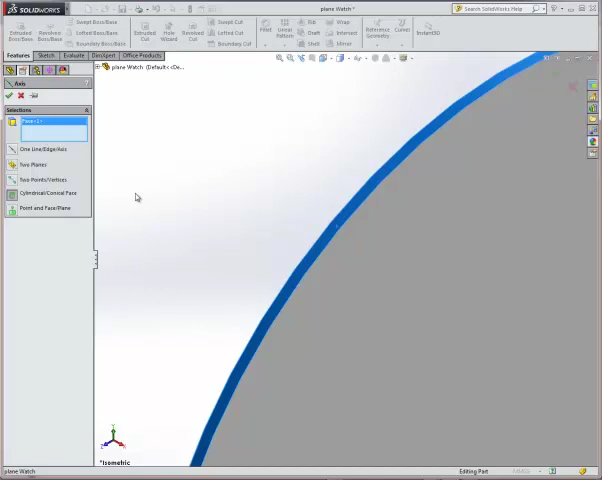 SOLIDWORKS
plane Watch *
Search SolidWorks Help
Extruded Boss/Base
Revolved Boss/Base
Swept Boss/Base
Lofted Boss/Base
Boundary Boss/Base
Extruded Cut
Hole Wizard
Revolved Cut
Swept Cut
Lofted Cut
Boundary Cut
Fillet
Linear Pattern
Rib
Draft
Shell
Wrap
Intersect
Mirror
Reference Geometry
Curves
Instant3D
Features
Sketch
Evaluate
DimXpert
Office Products
plane Watch (Default<<De...
Axis
Selections
Face<1>
One Line/Edge/Axis
Two Planes
Two Points/Vertices
Cylindrical/Conical Face
Point and Face/Plane
Y
Z
X
*Isometric
plane Watch
Editing Part